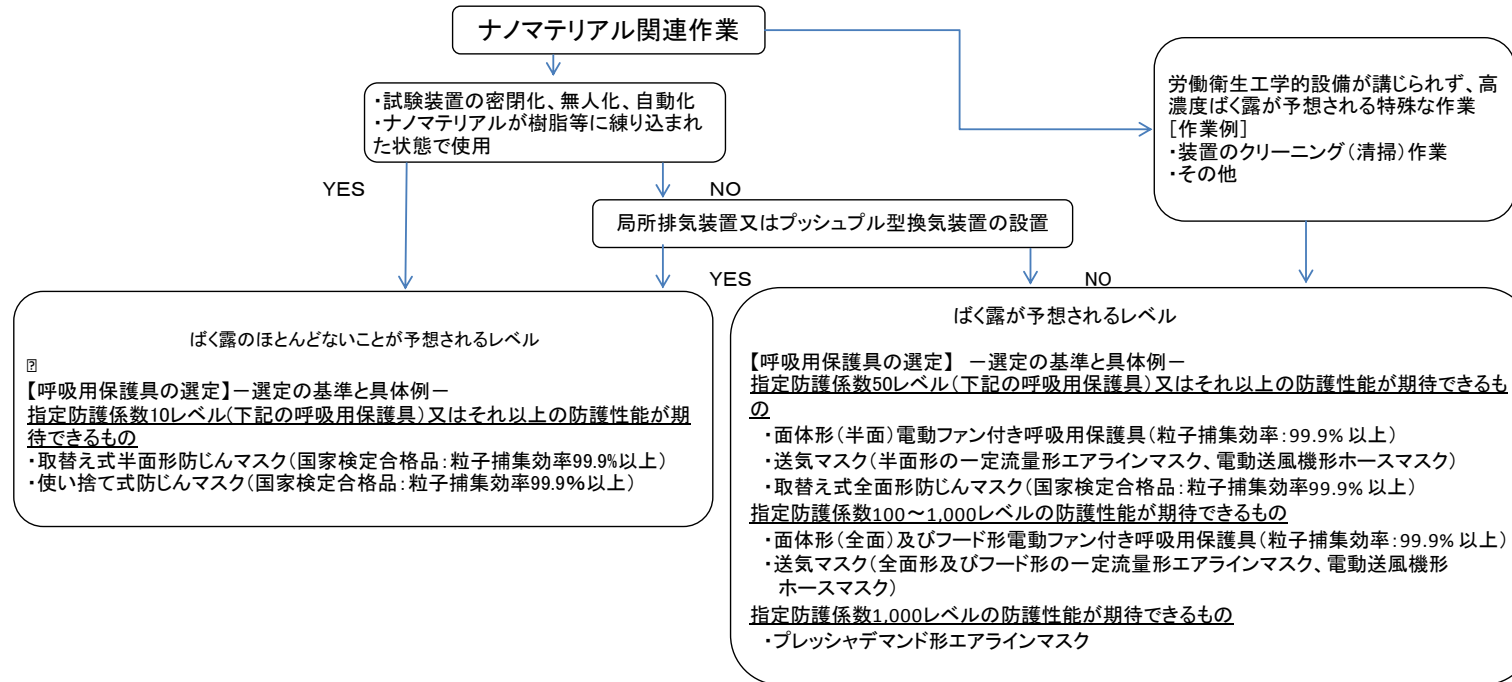 ナノマテリアル関連作業
・試験装置の密閉化、無人化、自動化
・ナノマテリアルが樹脂等に練り込まれ
た状態で使用
労働衛生工学的設備が講じられず、高
濃度ばく露が予想される特殊な作業
[作業例]
・装置のクリーニング(清掃)作業
・その他
YES
NO
局所排気装置又はプッシュプル型換気装置の設置
YES
NO
ばく露のほとんどないことが予想されるレベル
【呼吸用保護具の選定】-選定の基準と具体例-
指定防護係数10レベル(下記の呼吸用保護具)又はそれ以上の防護性能が期
待できるもの
・取替え式半面形防じんマスク(国家検定合格品:粒子捕集効率99.9%以上)
・使い捨て式防じんマスク(国家検定合格品:粒子捕集効率99.9%以上)
ばく露が予想されるレベル
【呼吸用保護具の選定】 -選定の基準と具体例-
指定防護係数50レベル(下記の呼吸用保護具)又はそれ以上の防護性能が期待できるも
の
・面体形(半面)電動ファン付き呼吸用保護具(粒子捕集効率:99.9%以上)
・送気マスク(半面形の一定流量形エアラインマスク、電動送風機形ホースマスク)
・取替え式全面形防じんマスク(国家検定合格品:粒子捕集効率99.9%以上)
指定防護係数100~1,000レベルの防護性能が期待できるもの
・面体形(全面)及びフード形電動ファン付き呼吸用保護具(粒子捕集効率:99.9%以上)
・送気マスク(全面形及びフード形の一定流量形エアラインマスク、電動送風機形
ホースマスク)
指定防護係数1,000レベルの防護性能が期待できるもの
・プレッシャデマンド形エアラインマスク